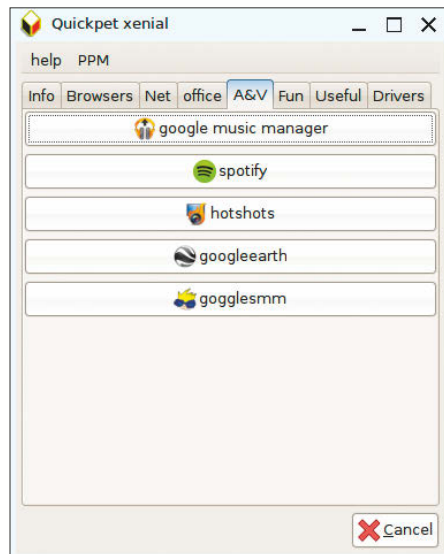 Quickpet xenial
help PPM
Info Browsers Net office A&V Fun Useful Drivers
google music manager
spotify
hotshots
googleearth
gogglesmm
Cancel